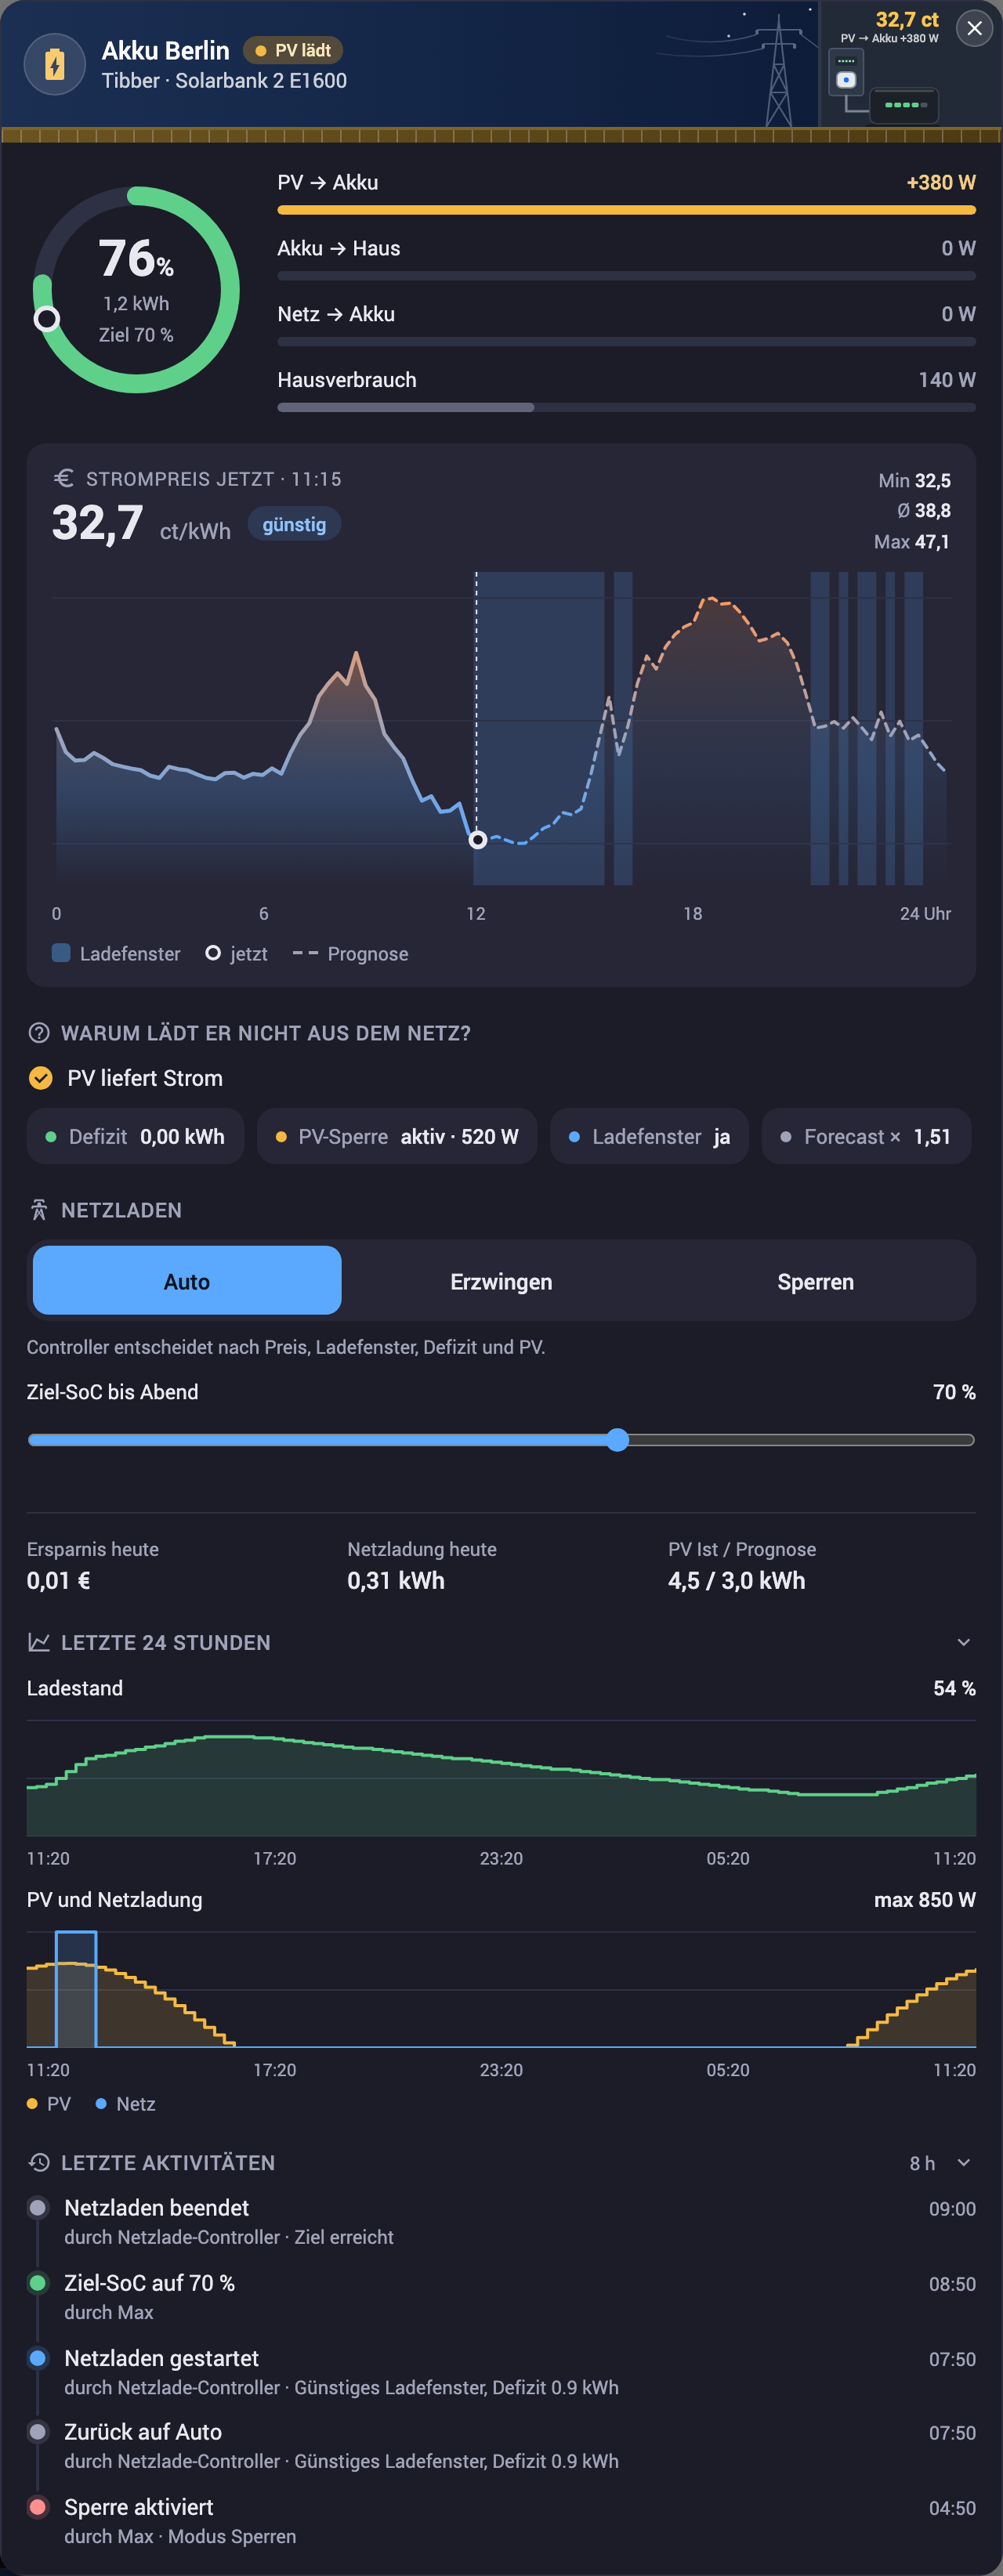 Akku Berlin
PV lädt
Tibber · Solarbank 2 E1600
32,7 ct
PV → Akku +380 W
76%
1,2 kWh
Ziel 70 %
PV → Akku +380 W
Akku → Haus 0 W
Netz → Akku 0 W
Hausverbrauch 140 W
STROMPREIS JETZT · 11:15
32,7 ct/kWh günstig
Min 32,5
Ø 38,8
Max 47,1
0 6 12 18 24 Uhr
Ladefenster jetzt Prognose
WARUM LÄDT ER NICHT AUS DEM NETZ?
PV liefert Strom
Defizit 0,00 kWh PV-Sperre aktiv · 520 W Ladefenster ja Forecast × 1,51
NETZLADEN
Auto Erzwingen Sperren
Controller entscheidet nach Preis, Ladefenster, Defizit und PV.
Ziel-SoC bis Abend 70 %
Ersparnis heute Netzladung heute PV Ist / Prognose
0,01 € 0,31 kWh 4,5 / 3,0 kWh
LETZTE 24 STUNDEN
Ladestand 54 %
11:20 17:20 23:20 05:20 11:20
PV und Netzladung max 850 W
11:20 17:20 23:20 05:20 11:20
PV Netz
LETZTE AKTIVITÄTEN 8 h
Netzladen beendet 09:00
durch Netzlade-Controller · Ziel erreicht
Ziel-SoC auf 70 % 08:50
durch Max
Netzladen gestartet 07:50
durch Netzlade-Controller · Günstiges Ladefenster, Defizit 0.9 kWh
Zurück auf Auto 07:50
durch Netzlade-Controller · Günstiges Ladefenster, Defizit 0.9 kWh
Sperre aktiviert 04:50
durch Max · Modus Sperren